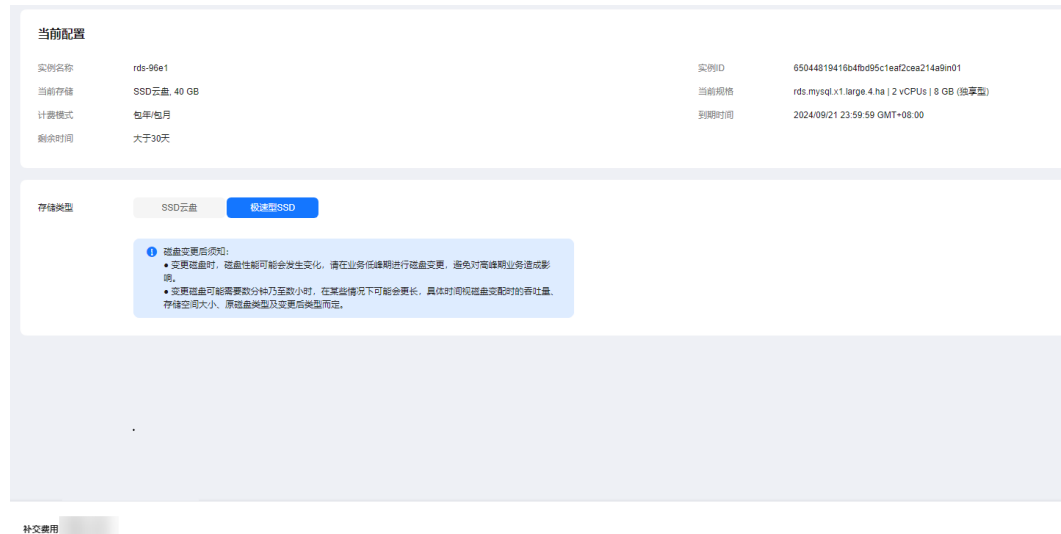 当前配置
实例名称 rds-96e1 实例ID 65044819416b4fbd95c1eaf2cea214a9in01
当前存储 SSD云盘, 40 GB 当前规格 rds.mysql.x1.large.4.ha | 2 vCPUs | 8 GB (独享型)
计费模式 包年/包月 到期时间 2024/09/21 23:59:59 GMT+08:00
剩余时间 大于30天
存储类型 SSD云盘 极速型SSD
磁盘变更后须知:
● 变更磁盘时，磁盘性能可能会发生变化，请在业务低峰期进行磁盘变更，避免对高峰期业务造成影
响。
● 变更磁盘可能需要数分钟乃至数小时，在某些情况下可能会更长，具体时间视磁盘变配时的吞吐量、
存储空间大小、原磁盘类型及变更后类型而定。
补交费用